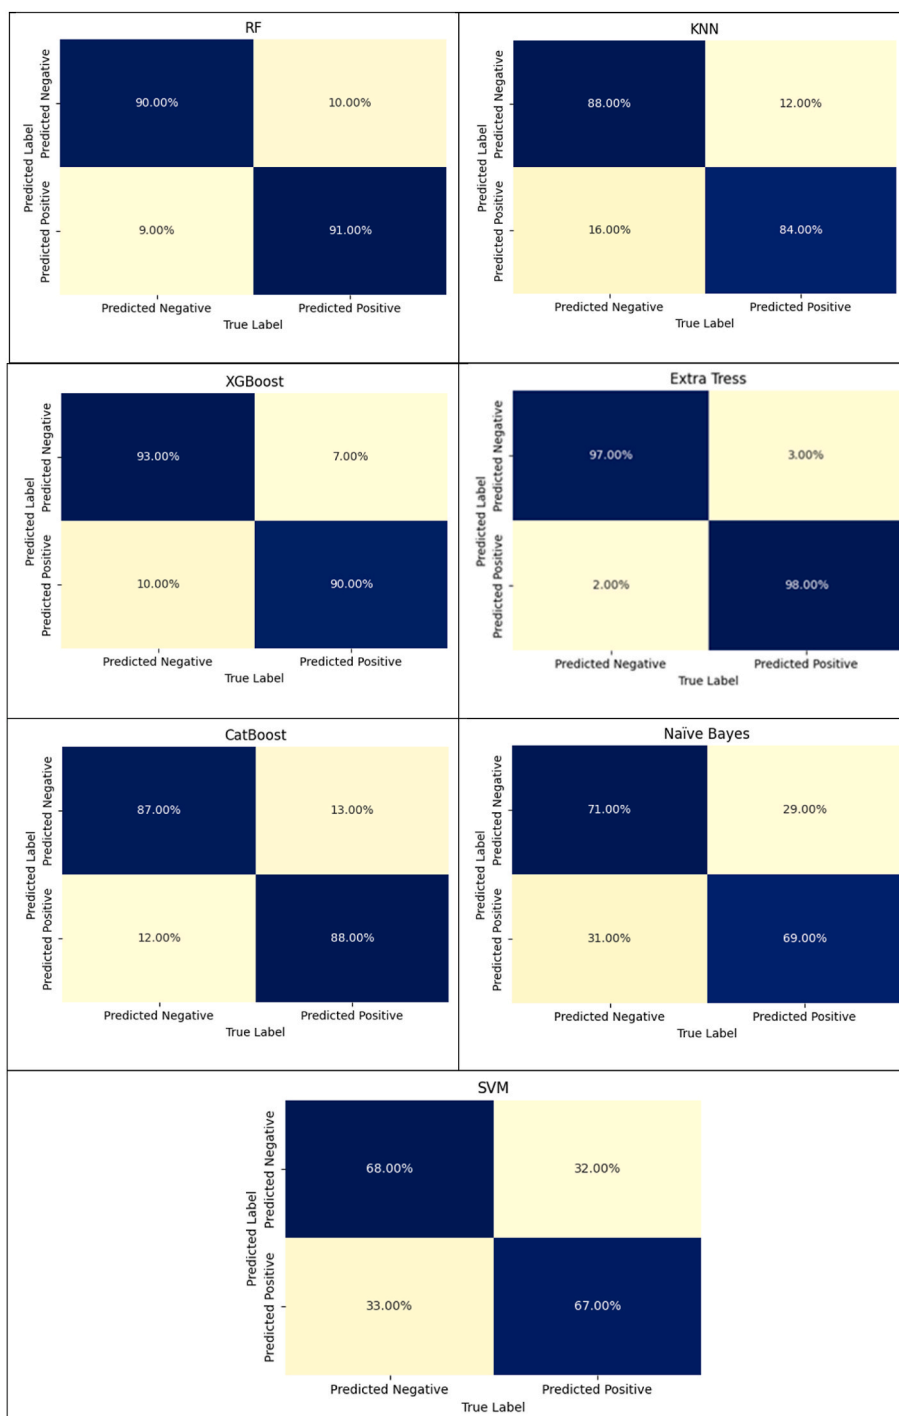 RF
Predicted Label
Predicted Negative
90.00% 10.00%
Predicted Positive
9.00% 91.00%
Predicted Negative Predicted Positive
True Label
KNN
Predicted Label
Predicted Negative
88.00% 12.00%
Predicted Positive
16.00% 84.00%
Predicted Negative Predicted Positive
True Label
XGBoost
Predicted Label
Predicted Negative
93.00% 7.00%
Predicted Positive
10.00% 90.00%
Predicted Negative Predicted Positive
True Label
Extra Tress
Predicted Label
Predicted Negative
97.00% 3.00%
Predicted Positive
2.00% 98.00%
Predicted Negative Predicted Positive
True Label
CatBoost
Predicted Label
Predicted Negative
87.00% 13.00%
Predicted Positive
12.00% 88.00%
Predicted Negative Predicted Positive
True Label
Naïve Bayes
Predicted Label
Predicted Negative
71.00% 29.00%
Predicted Positive
31.00% 69.00%
Predicted Negative Predicted Positive
True Label
SVM
Predicted Label
Predicted Negative
68.00% 32.00%
Predicted Positive
33.00% 67.00%
Predicted Negative Predicted Positive
True Label